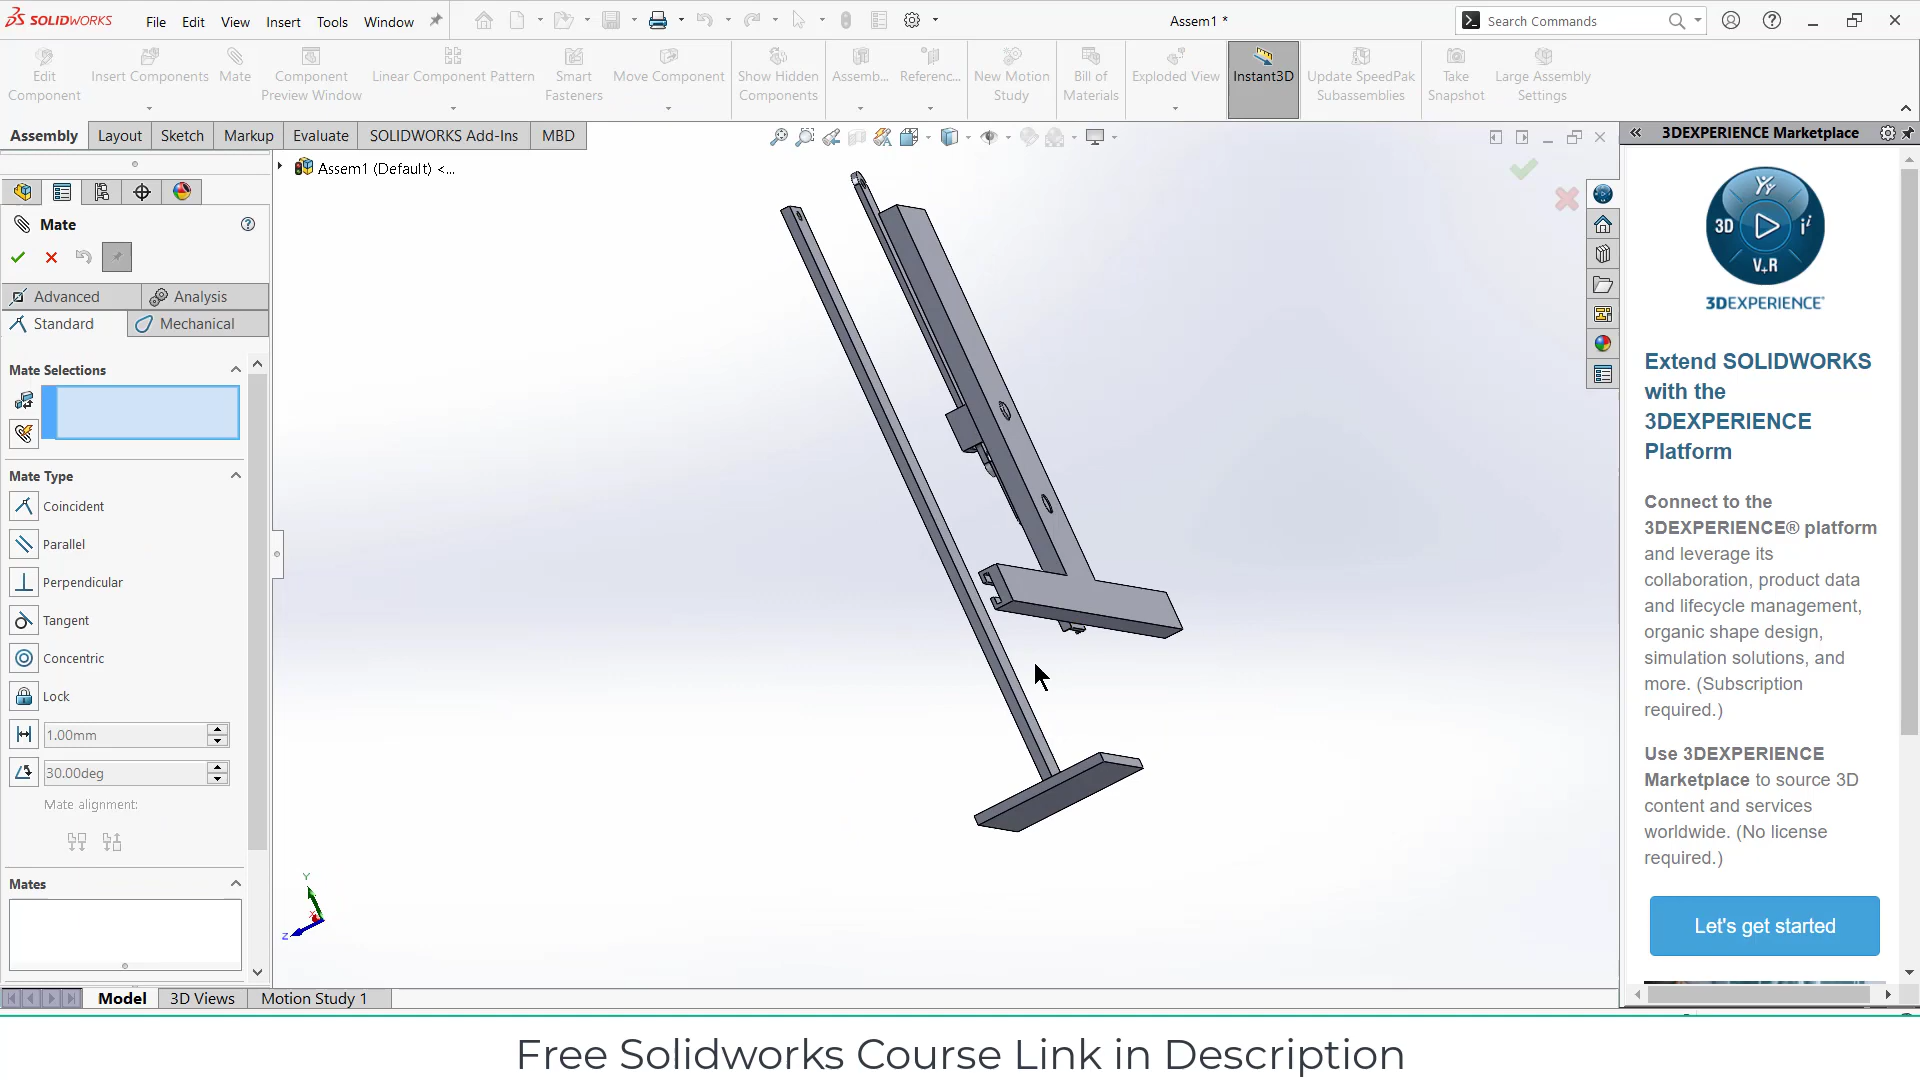 SOLIDWORKS
File Edit View Insert Tools Window
Assem1 *
Search Commands
Edit Component
Insert Components
Mate
Component Preview Window
Linear Component Pattern
Smart Fasteners
Move Component
Show Hidden Components
Assemb...
Referenc...
New Motion Study
Bill of Materials
Exploded View
Instant3D
Update SpeedPak Subassemblies
Take Snapshot
Large Assembly Settings
Assembly Layout Sketch Markup Evaluate SOLIDWORKS Add-Ins MBD
Assem1 (Default) <...
Mate
Advanced Analysis
Standard Mechanical
Mate Selections
Mate Type
Coincident
Parallel
Perpendicular
Tangent
Concentric
Lock
1.00mm
30.00deg
Mate alignment:
Mates
Y
X
Z
Model 3D Views Motion Study 1
3DEXPERIENCE Marketplace
3D
V+R
3DEXPERIENCE
Extend SOLIDWORKS
with the
3DEXPERIENCE
Platform
Connect to the
3DEXPERIENCE® platform
and leverage its
collaboration, product data
and lifecycle management,
organic shape design,
simulation solutions, and
more. (Subscription
required.)
Use 3DEXPERIENCE
Marketplace to source 3D
content and services
worldwide. (No license
required.)
Let's get started
Free Solidworks Course Link in Description